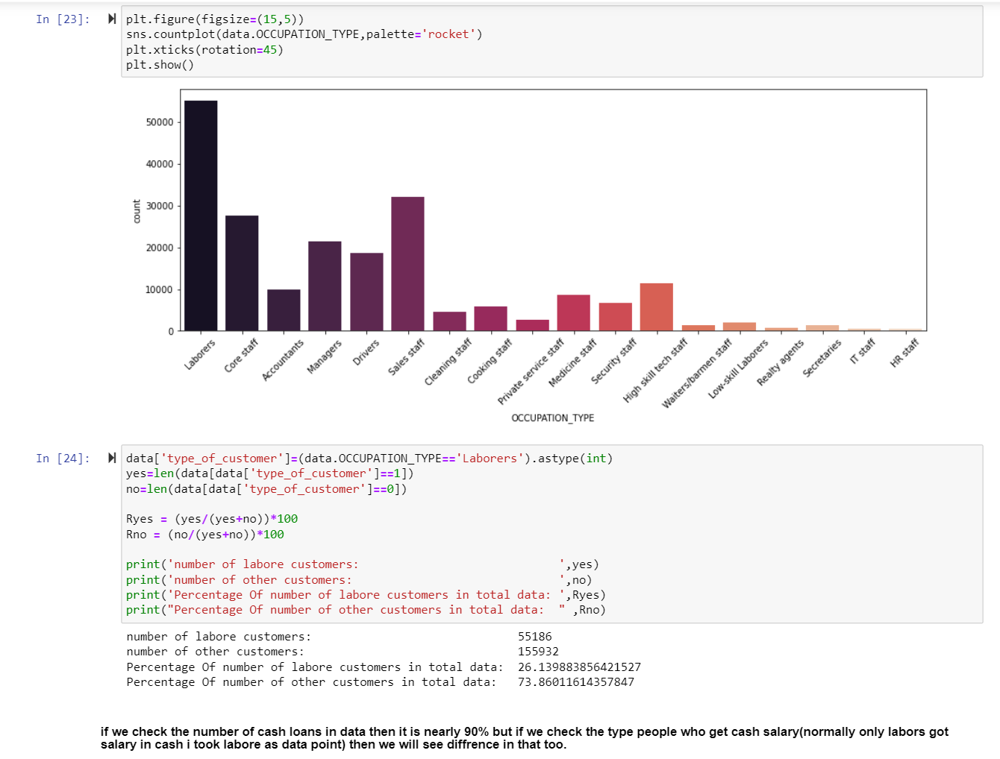 In [23]:
plt.figure(figsize=(15,5))
sns.countplot(data.OCCUPATION_TYPE,palette='rocket')
plt.xticks(rotation=45)
plt.show()
50000
40000
30000
20000
10000
0
count
Laborers
Core staff
Accountants
Managers
Drivers
Sales staff
Cleaning staff
Cooking staff
Private service staff
Medicine staff
Security staff
High skill tech staff
Waiters/barmen staff
Low-skill Laborers
Realty agents
Secretaries
IT staff
HR staff
OCCUPATION_TYPE
In [24]:
data['type_of_customer']=(data.OCCUPATION_TYPE=='Laborers').astype(int)
yes=len(data[data['type_of_customer']==1])
no=len(data[data['type_of_customer']==0])
Ryes = (yes/(yes+no))*100
Rno = (no/(yes+no))*100
print('number of labore customers:                             ',yes)
print('number of other customers:                              ',no)
print('Percentage Of number of labore customers in total data: ',Ryes)
print("Percentage Of number of other customers in total data:  " ,Rno)
number of labore customers:                              55186
number of other customers:                               155932
Percentage Of number of labore customers in total data:  26.139883856421527
Percentage Of number of other customers in total data:   73.86011614357847
if we check the number of cash loans in data then it is nearly 90% but if we check the type people who get cash salary(normally only labors got
salary in cash i took labore as data point) then we will see diffrence in that too.